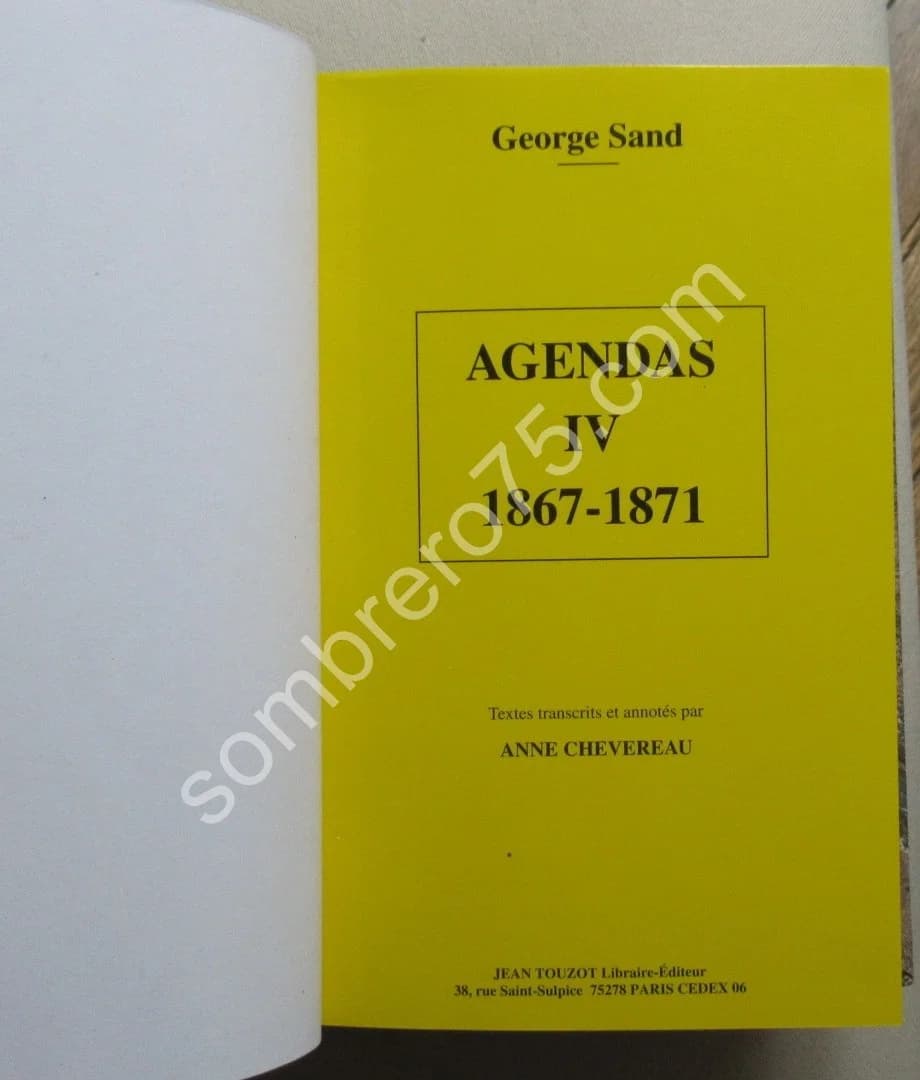 George Sand
AGENDAS
IV
1867-1871
Textes transcrits et annotés par
ANNE CHEVEREAU
JEAN TOUZOT Libraire-Éditeur
38, rue Saint-Sulpice 75278 PARIS CEDEX 06
sombrero75.com